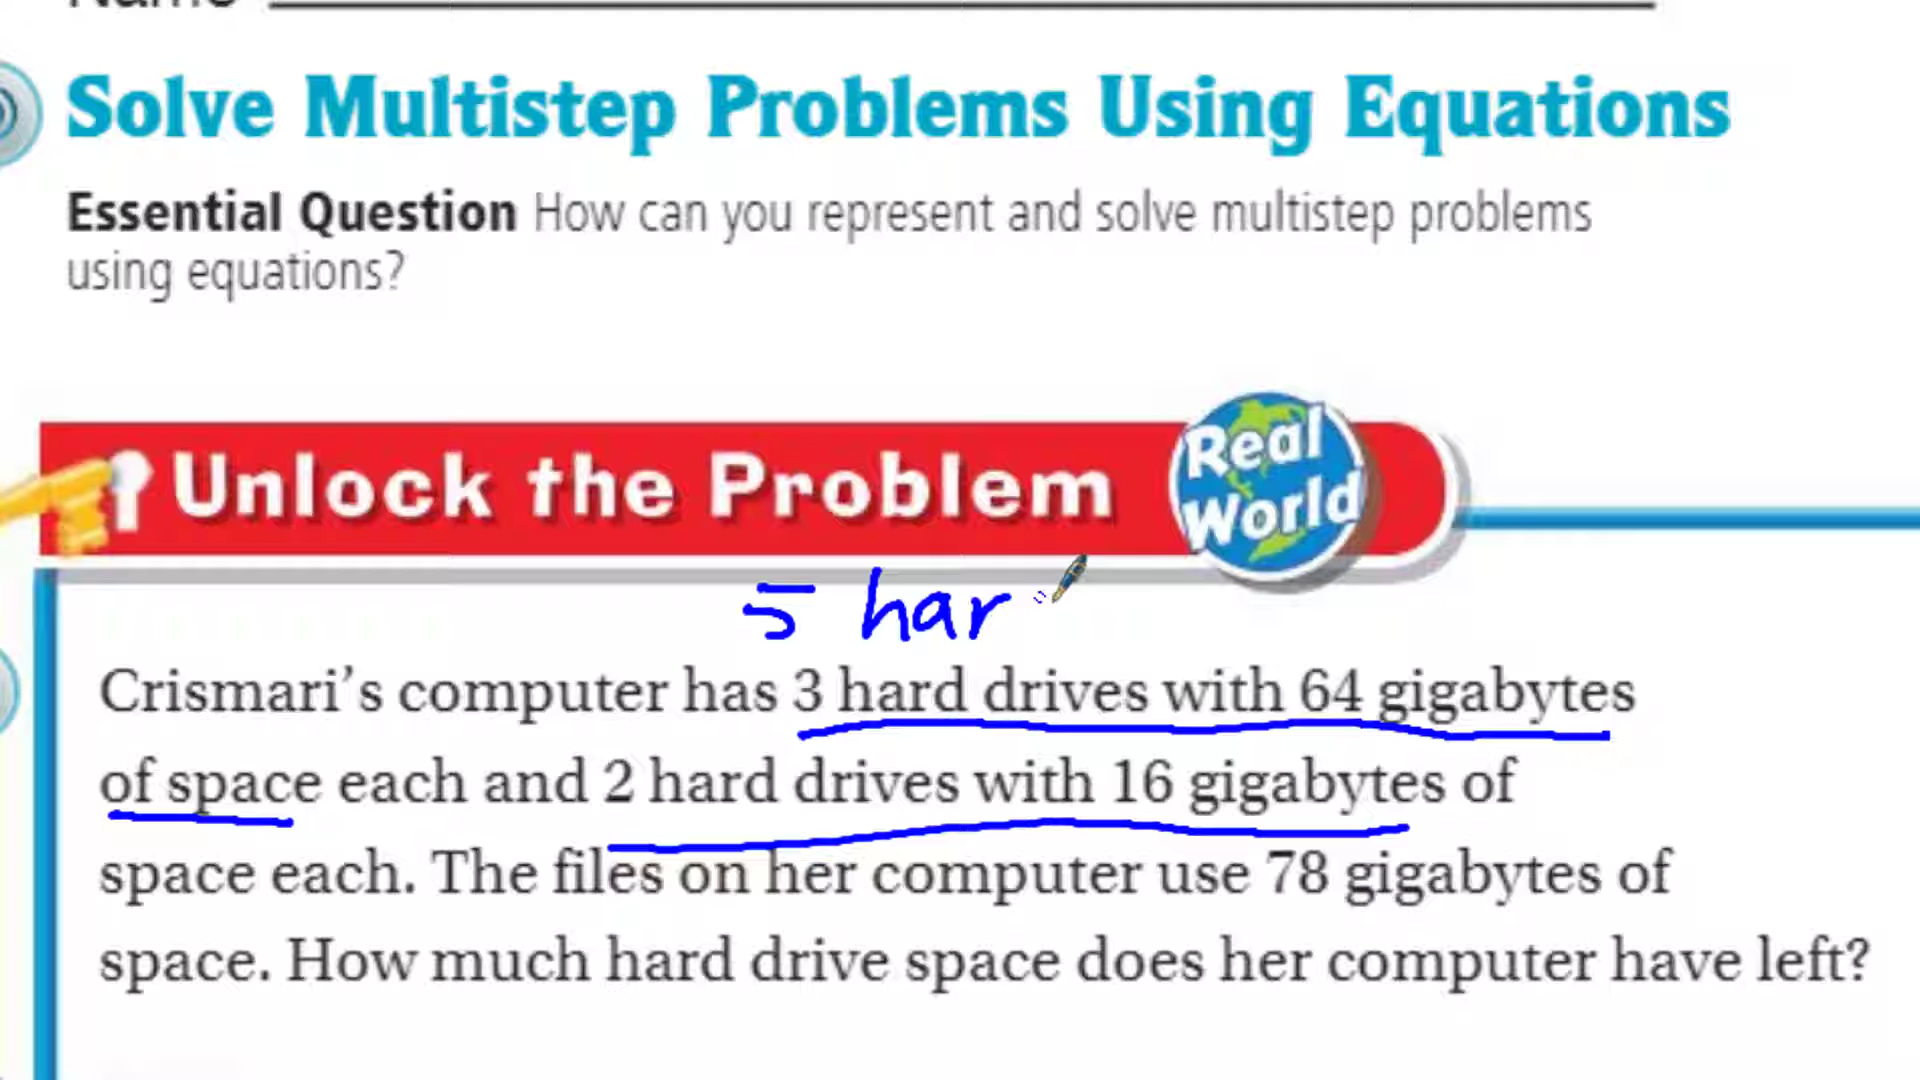 Name
Solve Multistep Problems Using Equations
Essential Question How can you represent and solve multistep problems
using equations?
Unlock the Problem
Real
World
5 har
Crismari’s computer has 3 hard drives with 64 gigabytes
of space each and 2 hard drives with 16 gigabytes of
space each. The files on her computer use 78 gigabytes of
space. How much hard drive space does her computer have left?